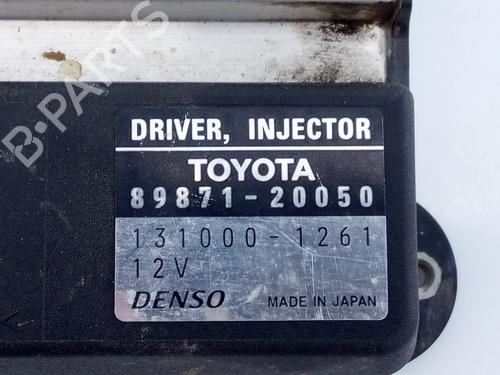 B-PARTS
DRIVER, INJECTOR
TOYOTA
89871-20050
131000-1261
12V
DENSO MADE IN JAPAN